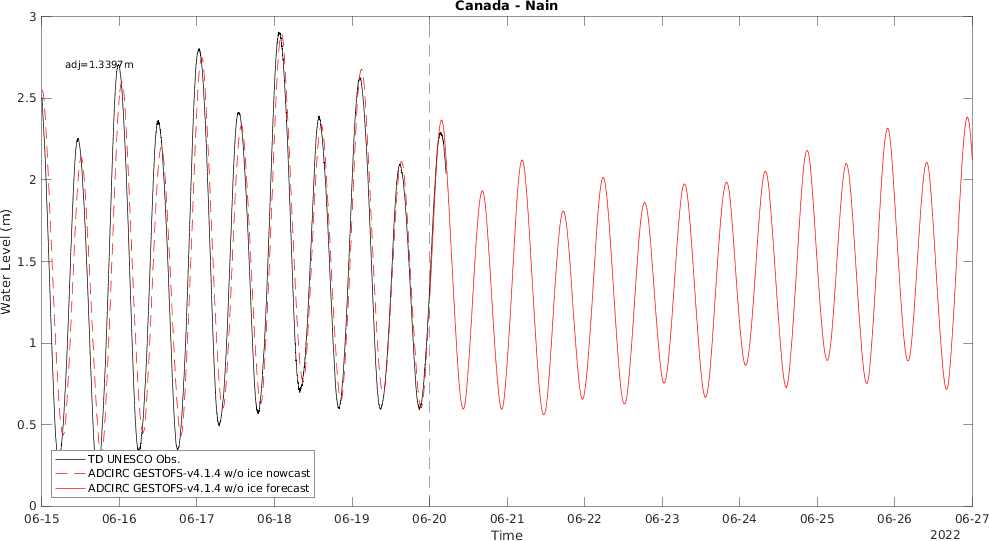 Canada - Nain
adj=1.3397m
Water Level (m)
3
2.5
2
1.5
1
0.5
0
TD UNESCO Obs.
ADCIRC GESTOFS-v4.1.4 w/o ice nowcast
ADCIRC GESTOFS-v4.1.4 w/o ice forecast
06-15 06-16 06-17 06-18 06-19 06-20 06-21 06-22 06-23 06-24 06-25 06-26 06-27
Time
2022